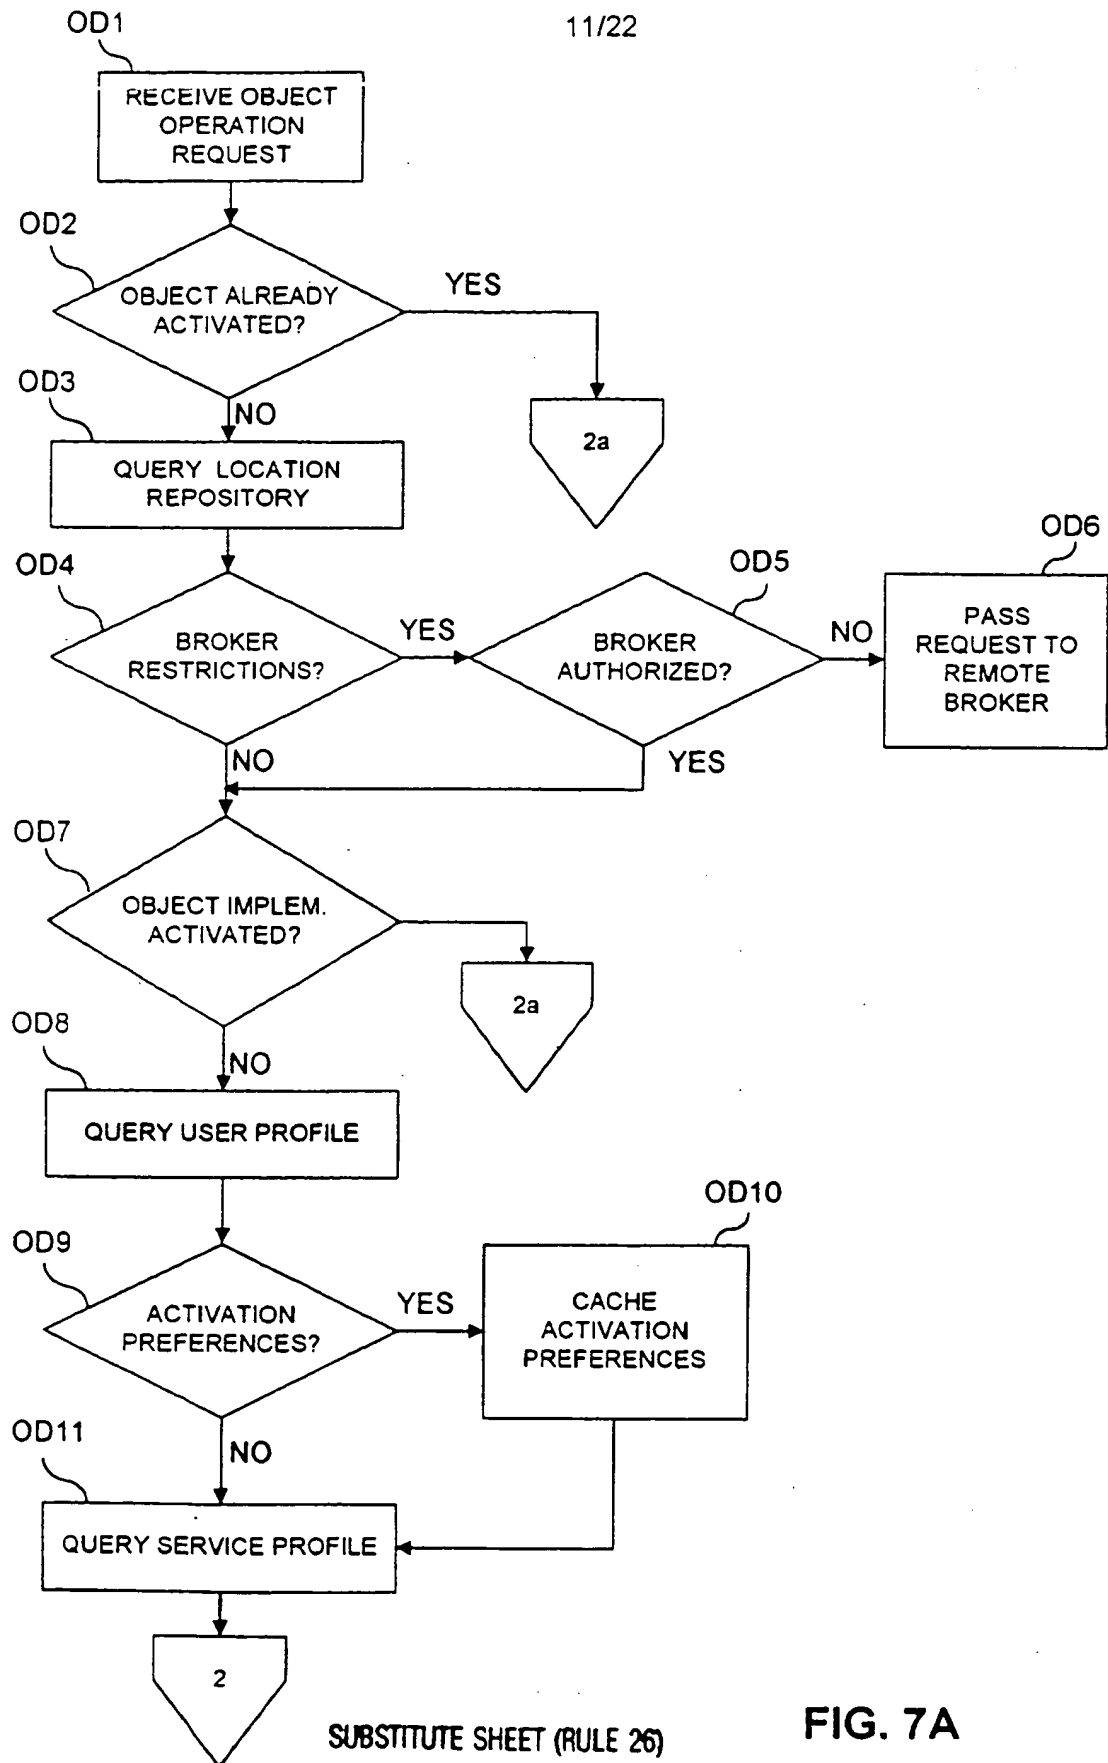 11/22
OD1
RECEIVE OBJECT
OPERATION
REQUEST
OD2
OBJECT ALREADY
ACTIVATED?
YES
2a
NO
OD3
QUERY LOCATION
REPOSITORY
OD4
BROKER
RESTRICTIONS?
YES
OD5
BROKER
AUTHORIZED?
NO
OD6
PASS
REQUEST TO
REMOTE
BROKER
NO
YES
OD7
OBJECT IMPLEM.
ACTIVATED?
2a
NO
OD8
QUERY USER PROFILE
OD9
ACTIVATION
PREFERENCES?
YES
OD10
CACHE
ACTIVATION
PREFERENCES
NO
OD11
QUERY SERVICE PROFILE
2
SUBSTITUTE SHEET (RULE 26)
FIG. 7A